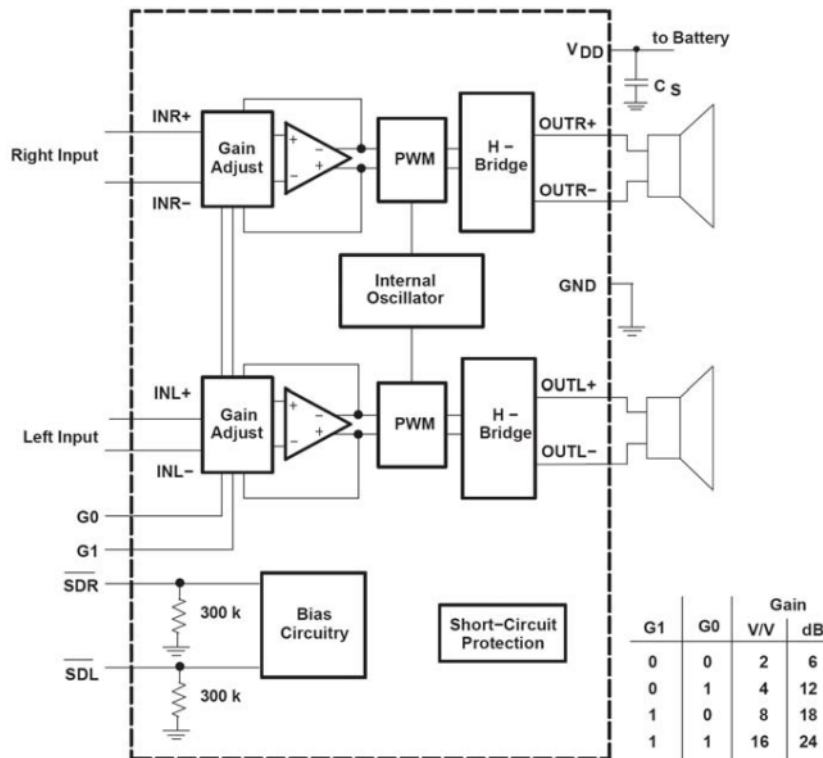 to Battery
VDD
CS
INR+
Right Input
INR−
Gain
Adjust
+
−
−
+
PWM
H −
Bridge
OUTR+
OUTR−
Internal
Oscillator
GND
INL+
Left Input
INL−
Gain
Adjust
+
−
−
+
PWM
H −
Bridge
OUTL+
OUTL−
G0
G1
SDR
300 k
SDL
300 k
Bias
Circuitry
Short−Circuit
Protection
Gain
G1 G0 V/V dB
0 0 2 6
0 1 4 12
1 0 8 18
1 1 16 24